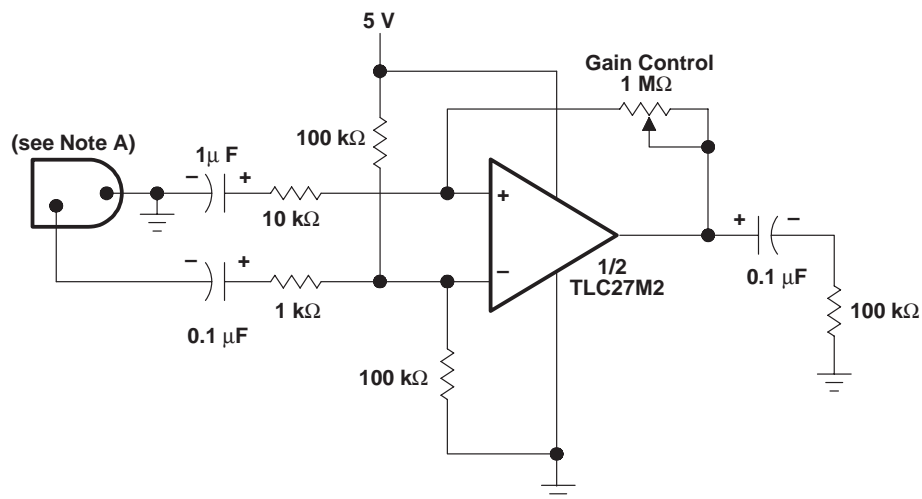 5 V
Gain Control
1 MΩ
100 kΩ
(see Note A)
1μ F
− +
10 kΩ
+
−
− +
1 kΩ
0.1 μF
1/2
TLC27M2
+ −
0.1 μF
100 kΩ
100 kΩ